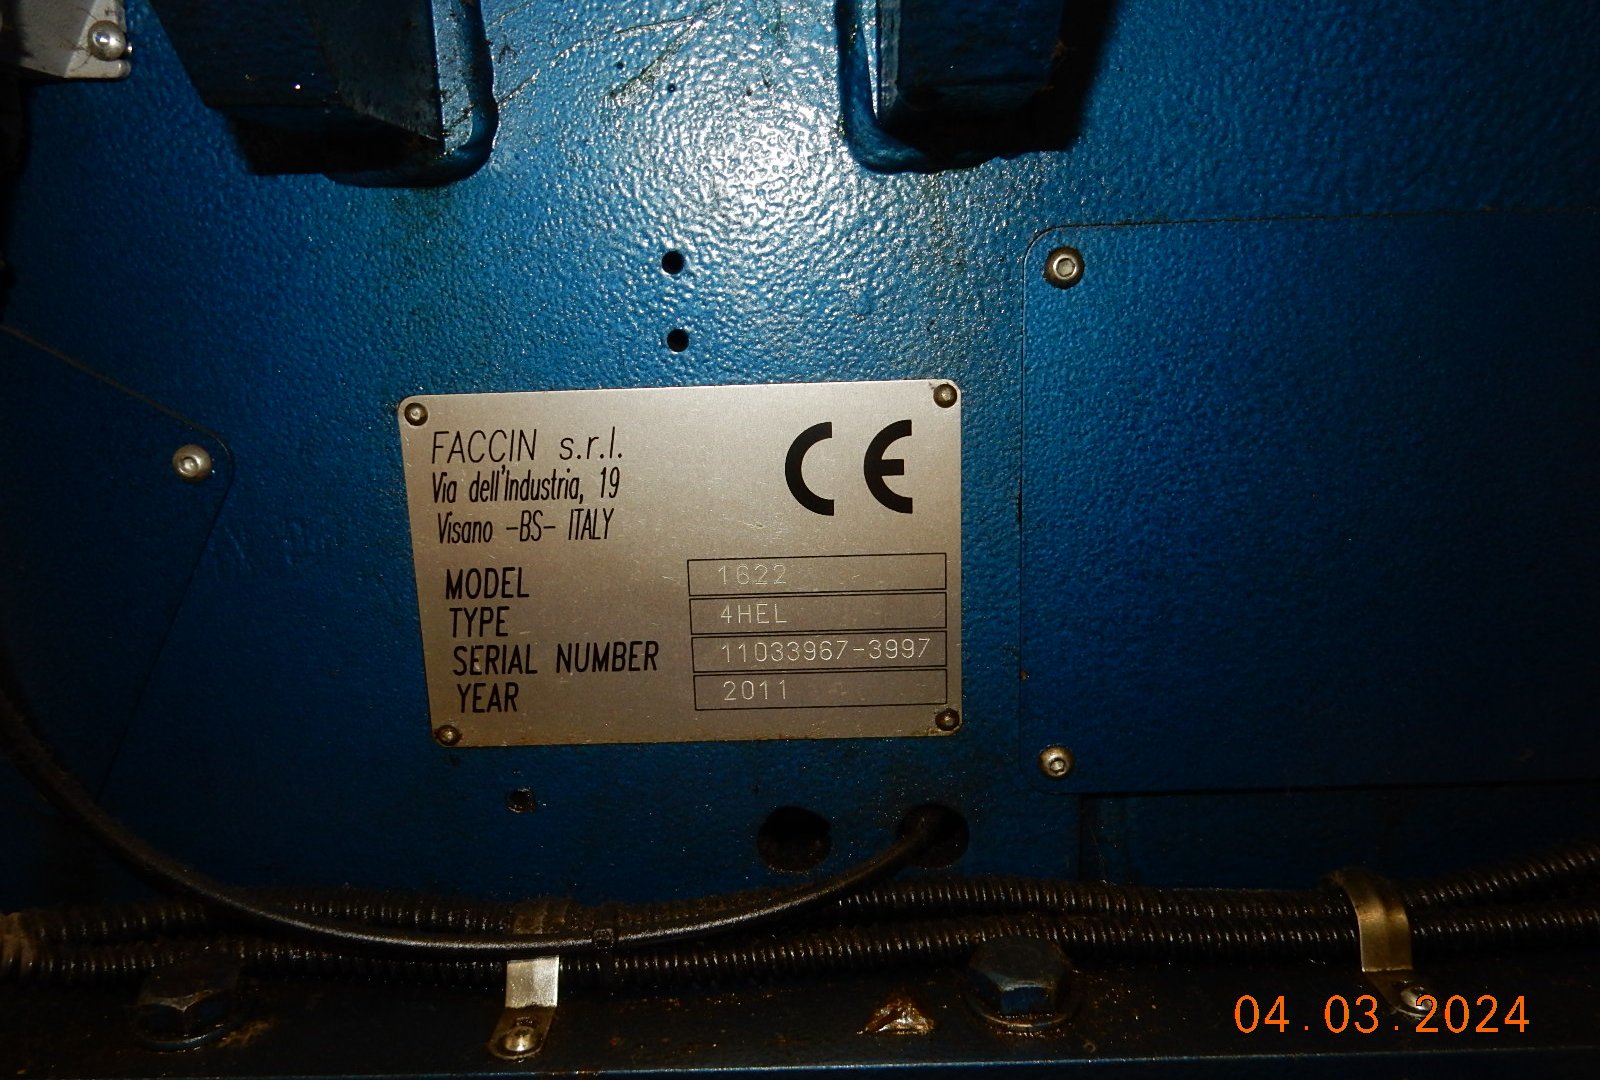 FACCIN s.r.l.
Via dell'Industria, 19
Visano -BS- ITALY
CE
MODEL 1622
TYPE 4HEL
SERIAL NUMBER 11033967-3997
YEAR 2011
04.03.2024